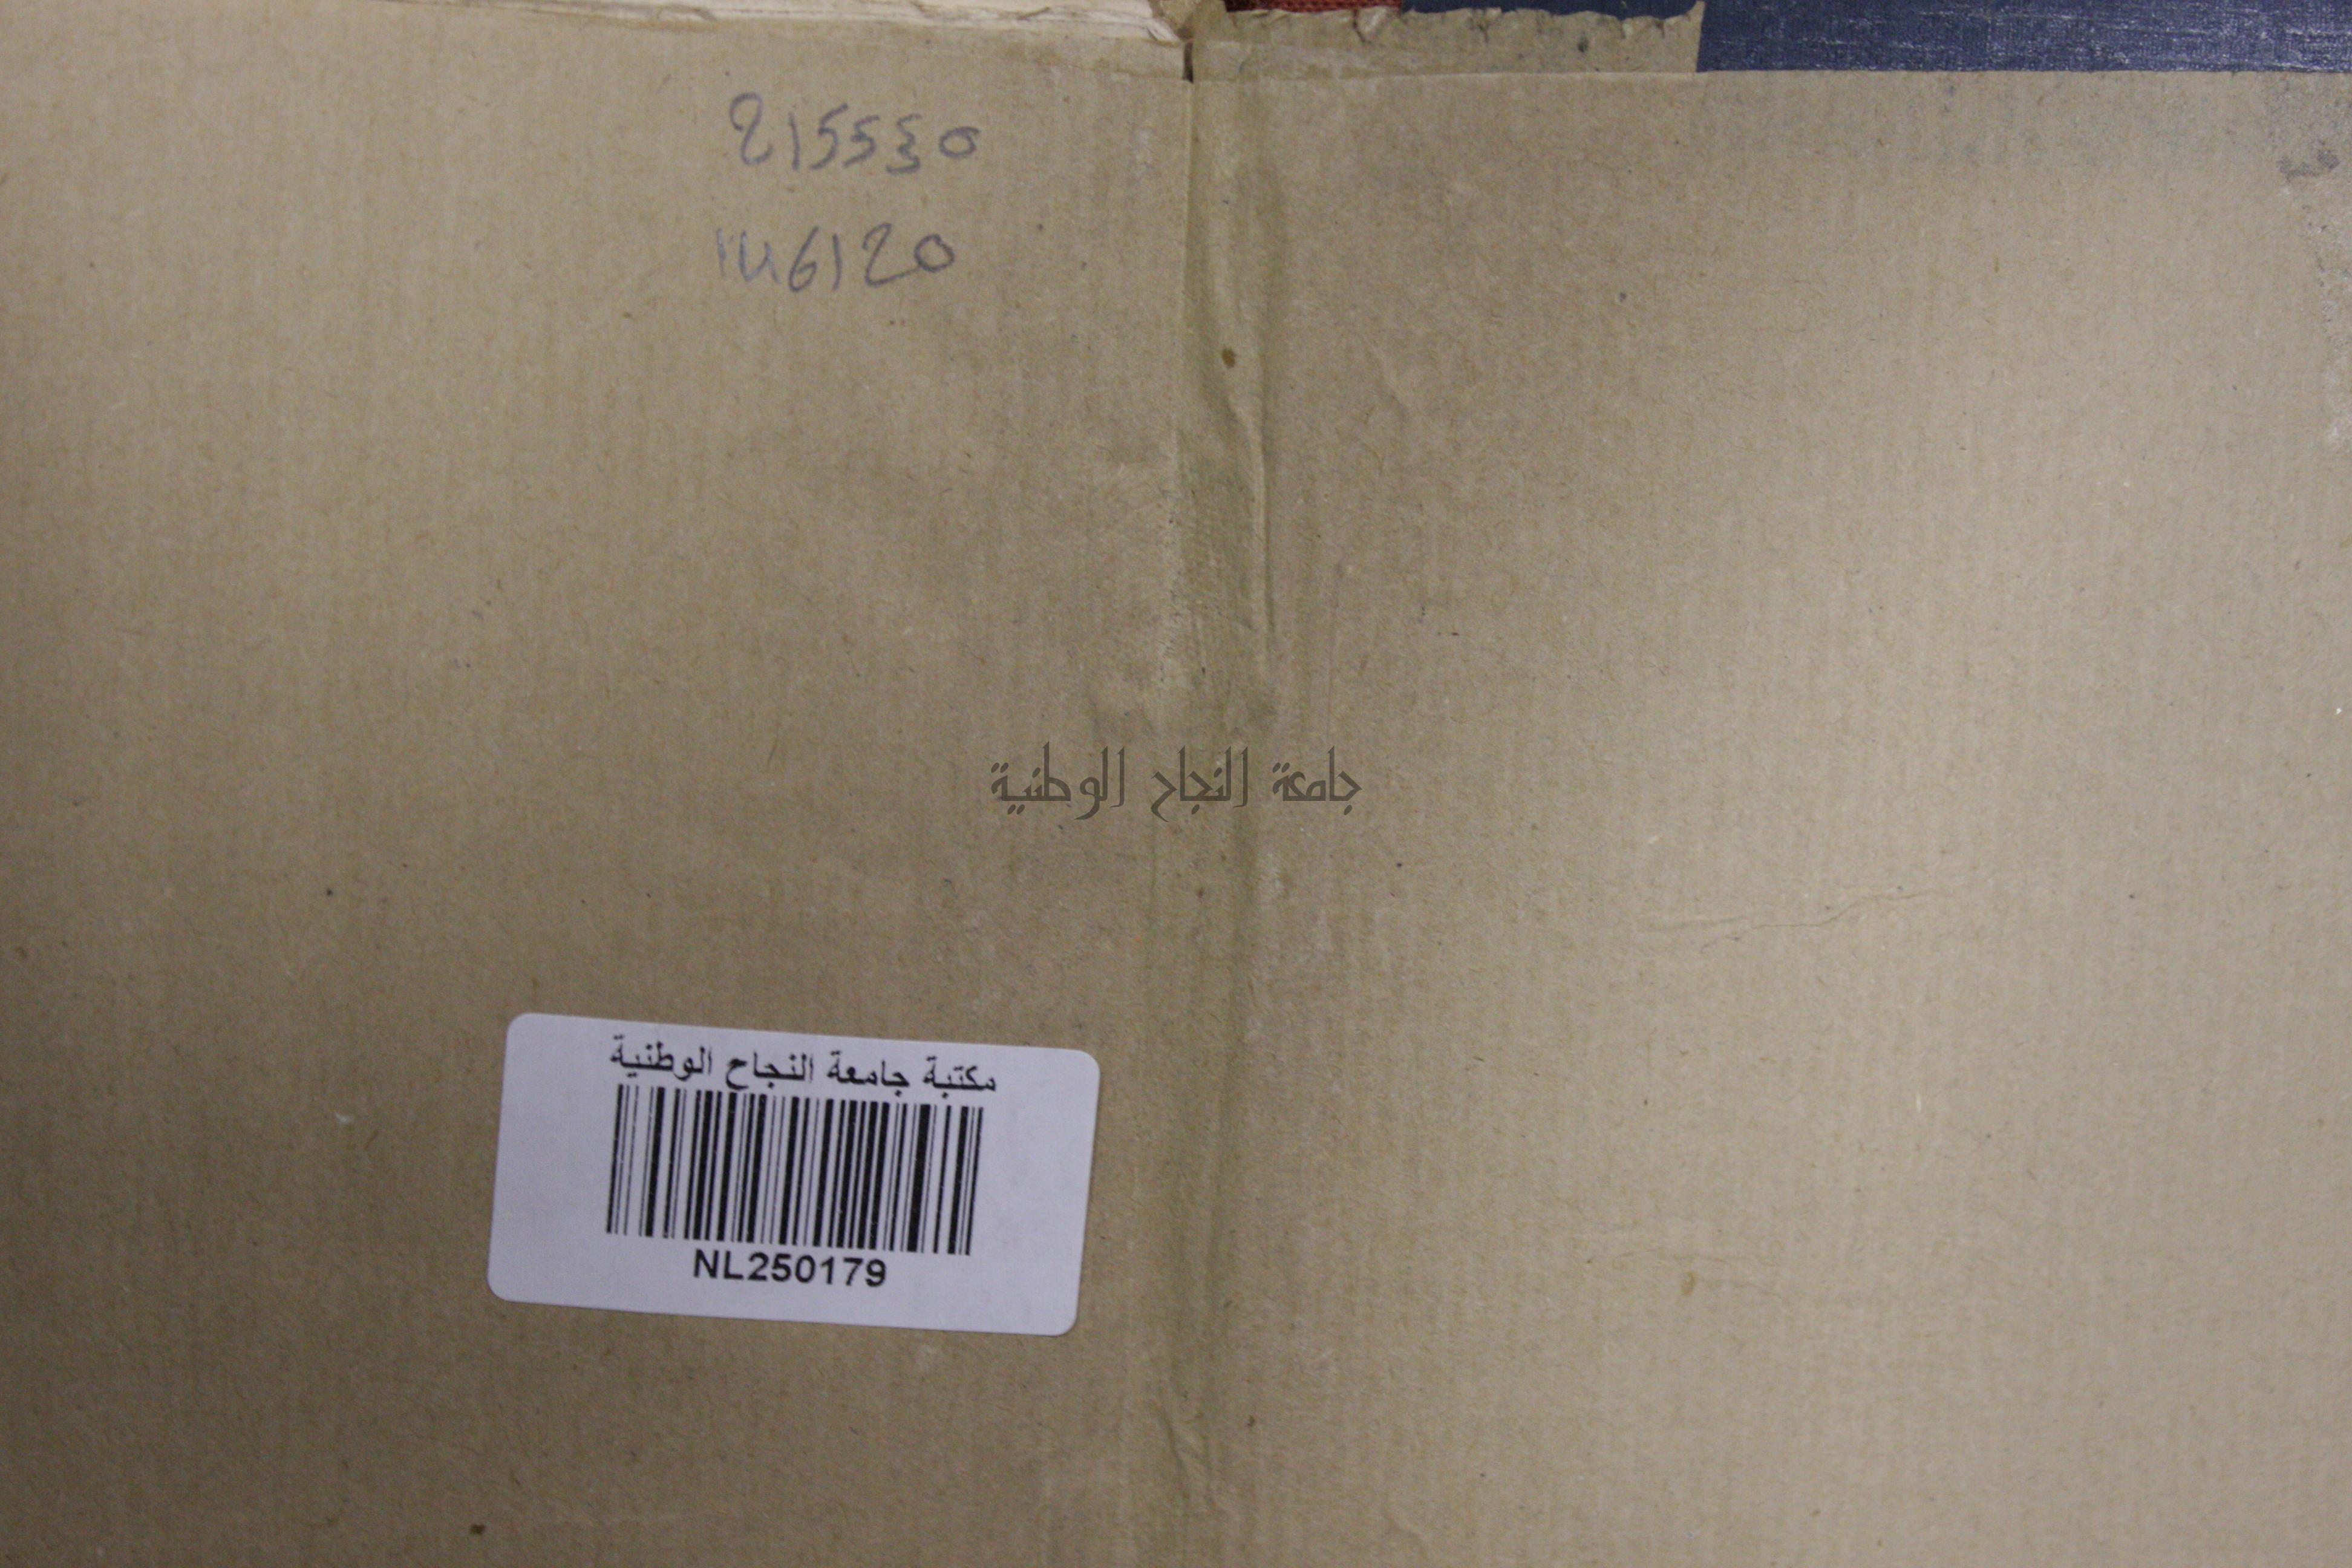 215530
146120
جامعة النجاح الوطنية
مكتبة جامعة النجاح الوطنية
NL250179